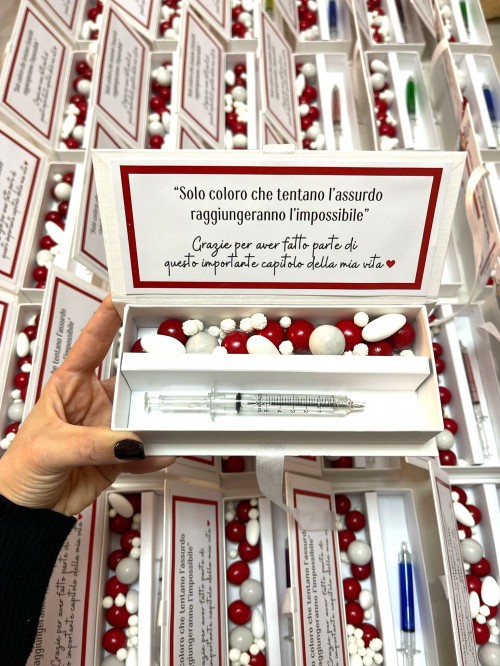 “Solo coloro che tentano l’assurdo
raggiungeranno l’impossibile”
Grazie per aver fatto parte di
questo importante capitolo della mia vita